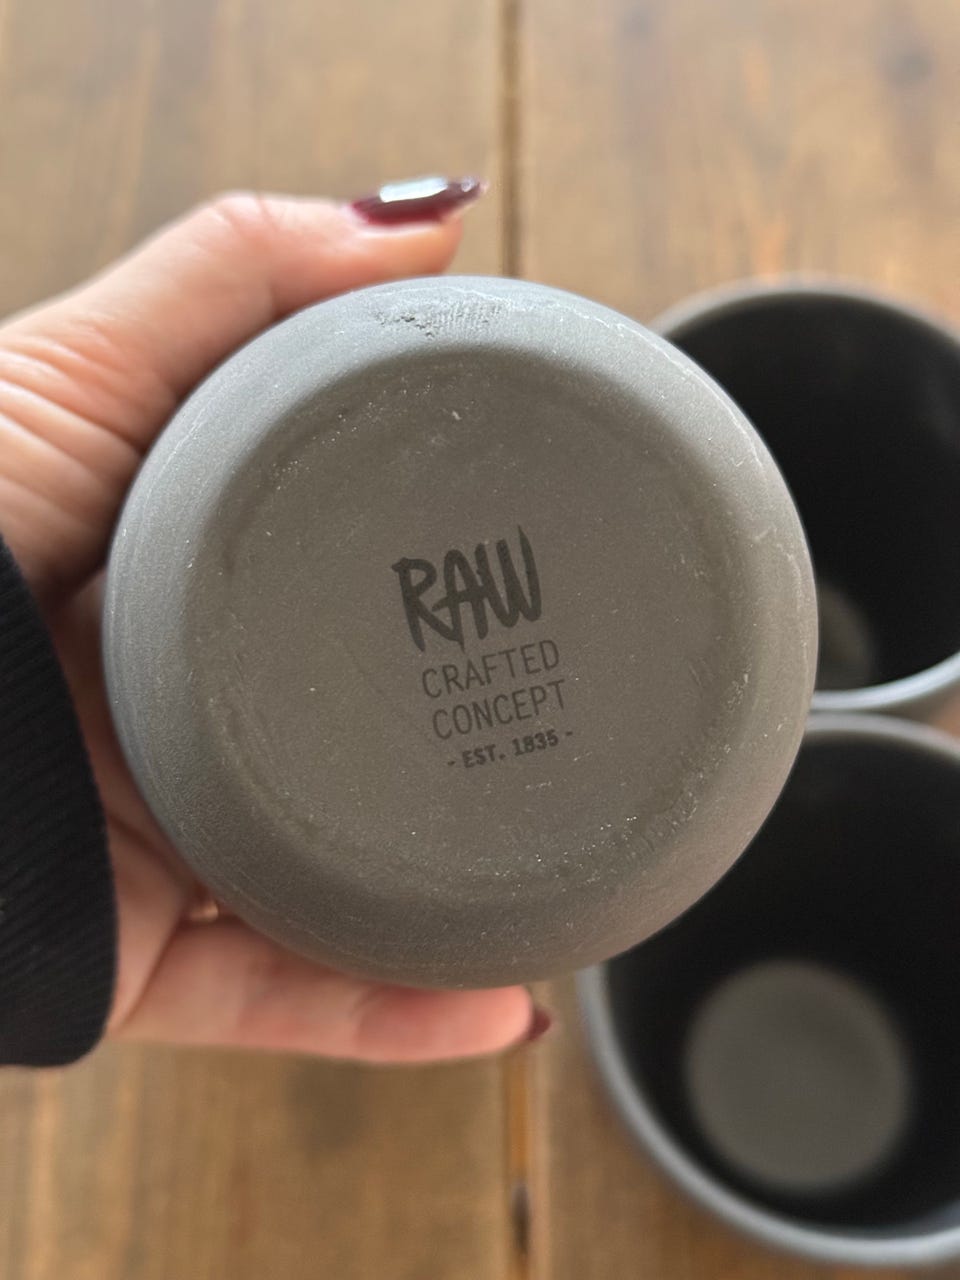 RAW
CRAFTED
CONCEPT
- EST. 1835 -